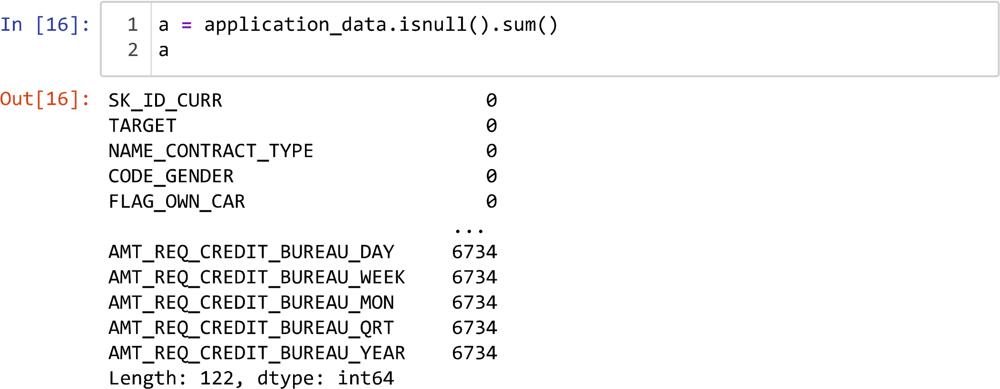 In [16]: 1 a = application_data.isnull().sum()
2 a
Out[16]: SK_ID_CURR 0
TARGET 0
NAME_CONTRACT_TYPE 0
CODE_GENDER 0
FLAG_OWN_CAR 0
...
AMT_REQ_CREDIT_BUREAU_DAY 6734
AMT_REQ_CREDIT_BUREAU_WEEK 6734
AMT_REQ_CREDIT_BUREAU_MON 6734
AMT_REQ_CREDIT_BUREAU_QRT 6734
AMT_REQ_CREDIT_BUREAU_YEAR 6734
Length: 122, dtype: int64